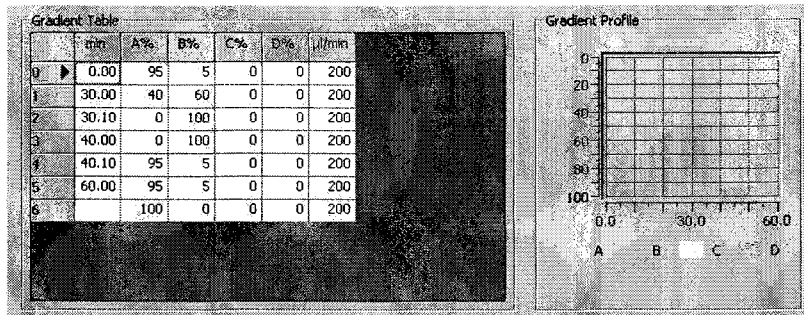 Gradient Table
min A% B% C% D% µl/min
0 0.00 95 5 0 0 200
1 30.00 40 60 0 0 200
2 30.10 0 100 0 0 200
3 40.00 0 100 0 0 200
4 40.10 95 5 0 0 200
5 60.00 95 5 0 0 200
6 100 0 0 0 200
Gradient Profile
0
20
40
60
80
100
0.0 30.0 60.0
A B C D